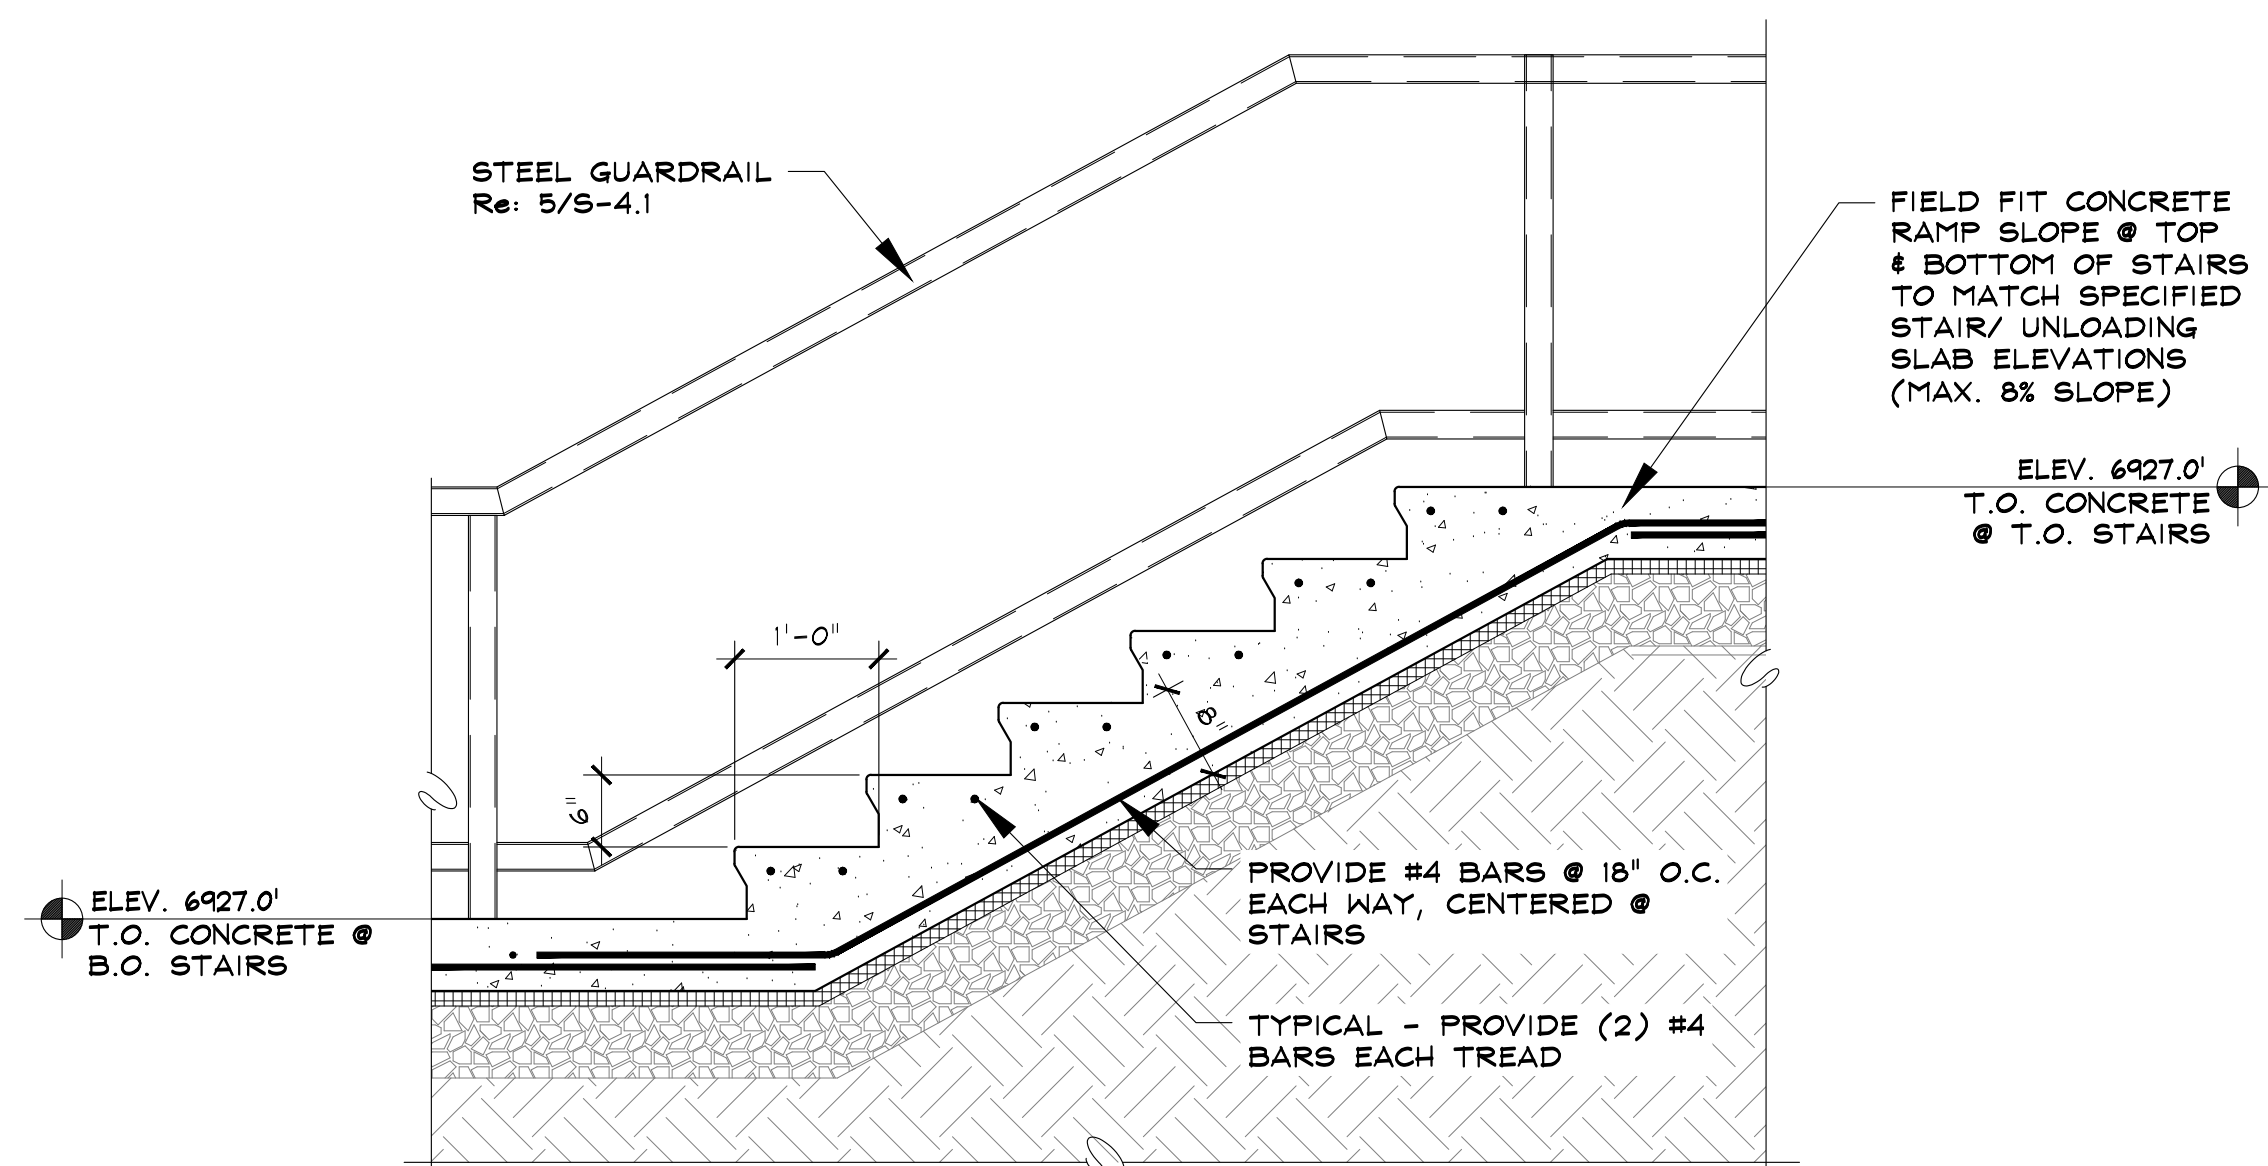 STEEL GUARDRAIL
Re: 5/S-4.1
FIELD FIT CONCRETE
RAMP SLOPE @ TOP
& BOTTOM OF STAIRS
TO MATCH SPECIFIED
STAIR/ UNLOADING
SLAB ELEVATIONS
(MAX. 8% SLOPE)
ELEV. 6927.0'
T.O. CONCRETE
@ T.O. STAIRS
1'-0"
8"
6"
ELEV. 6927.0'
T.O. CONCRETE @
B.O. STAIRS
PROVIDE #4 BARS @ 18" O.C.
EACH WAY, CENTERED @
STAIRS
TYPICAL - PROVIDE (2) #4
BARS EACH TREAD